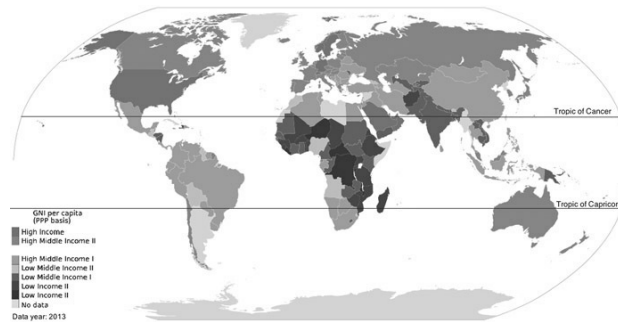 Tropic of Cancer
Tropic of Capricorn
GNI per capita
(PPP basis)
High Income
High Middle Income II
High Middle Income I
Low Middle Income II
Low Middle Income I
Low Income II
Low Income II
No data
Data year: 2013